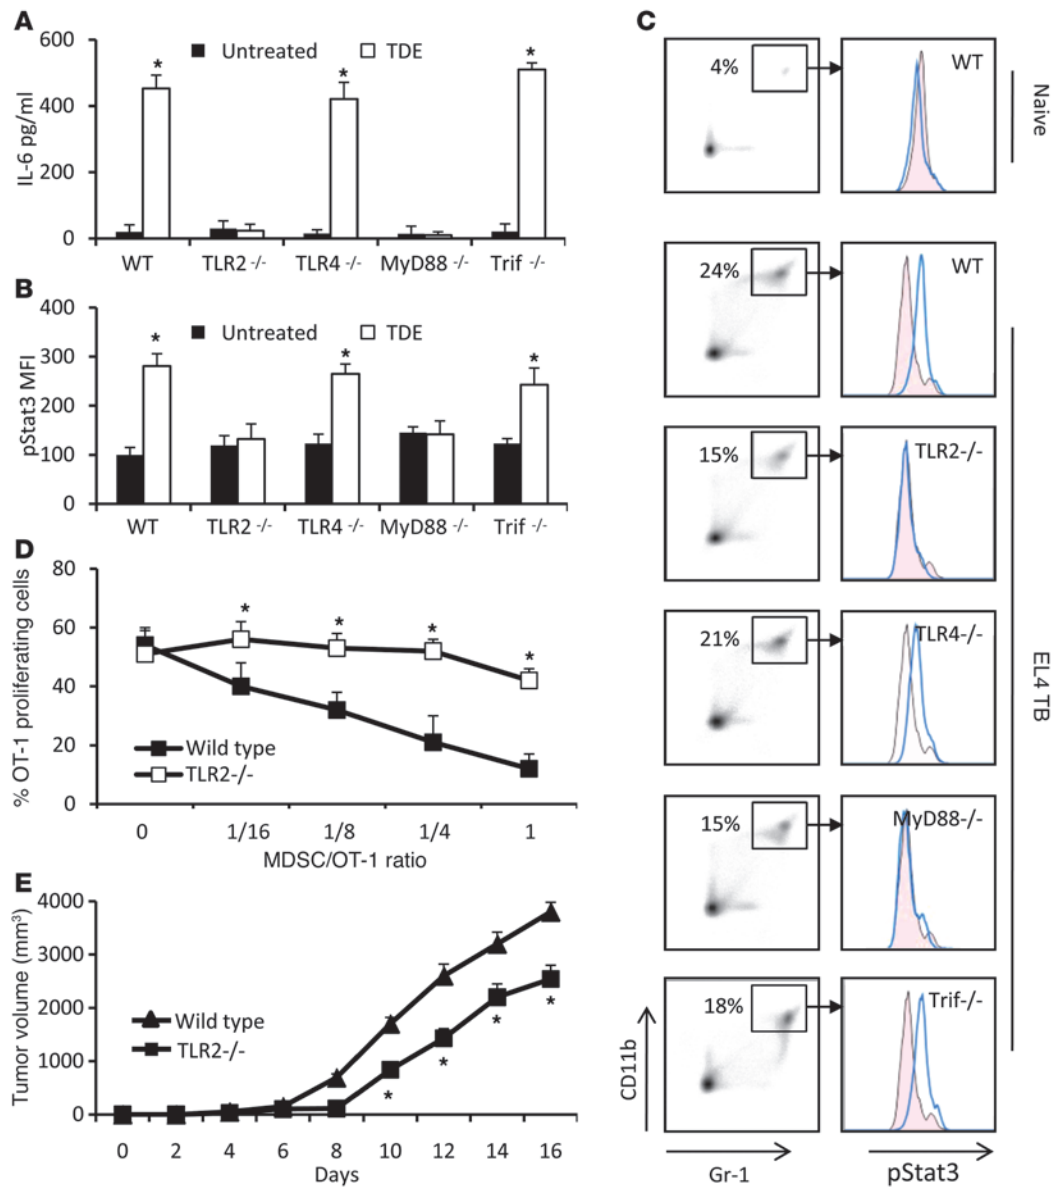 A
IL-6 pg/ml
600
400
200
0
Untreated TDE
* * *
WT TLR2 -/- TLR4 -/- MyD88 -/- Trif -/-
B
pStat3 MFI
400
300
200
100
0
Untreated TDE
* * *
WT TLR2 -/- TLR4 -/- MyD88 -/- Trif -/-
D
% OT-1 proliferating cells
80
60
40
20
0
* * * *
Wild type
TLR2-/-
0 1/16 1/8 1/4 1
MDSC/OT-1 ratio
E
Tumor volume (mm³)
4000
3000
2000
1000
0
Wild type
TLR2-/-
* * * *
0 2 4 6 8 10 12 14 16
Days
C
4% WT
Naive
24% WT
15% TLR2-/-
21% TLR4-/-
15% MyD88-/-
18% Trif-/-
EL4 TB
CD11b
Gr-1 pStat3